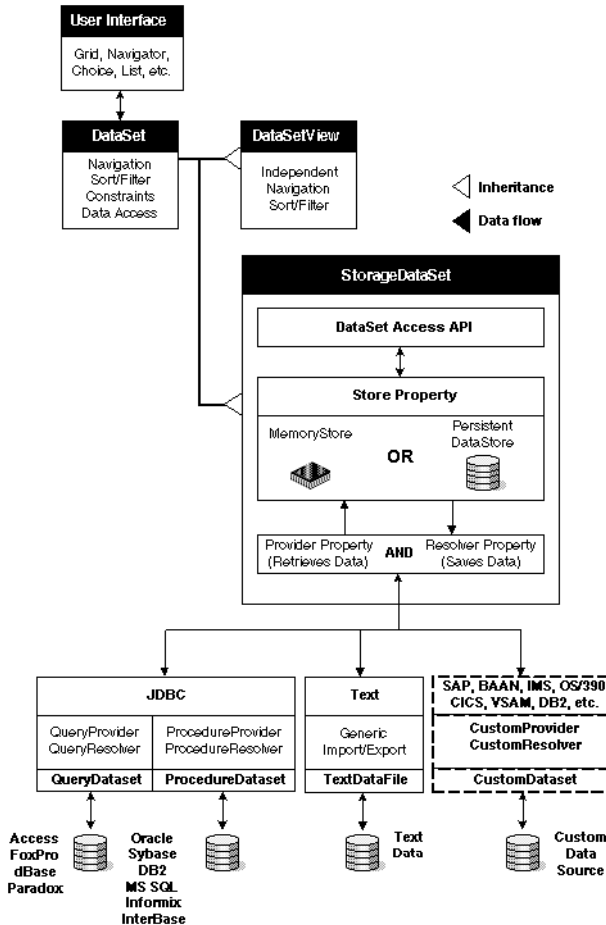 User Interface
Grid, Navigator,
Choice, List, etc.
DataSet
Navigation
Sort/Filter
Constraints
Data Access
DataSetView
Independent
Navigation
Sort/Filter
Inheritance
Data flow
StorageDataSet
DataSet Access API
Store Property
MemoryStore
OR
Persistent
DataStore
Provider Property
(Retrieves Data)
AND
Resolver Property
(Saves Data)
JDBC
QueryProvider
QueryResolver
QueryDataset
ProcedureProvider
ProcedureResolver
ProcedureDataset
Text
Generic
Import/Export
TextDataFile
SAP, BAAN, IMS, OS/390
CICS, VSAM, DB2, etc.
CustomProvider
CustomResolver
CustomDataset
Access
FoxPro
dBase
Paradox
Oracle
Sybase
DB2
MS SQL
Informix
InterBase
Text
Data
Custom
Data
Source